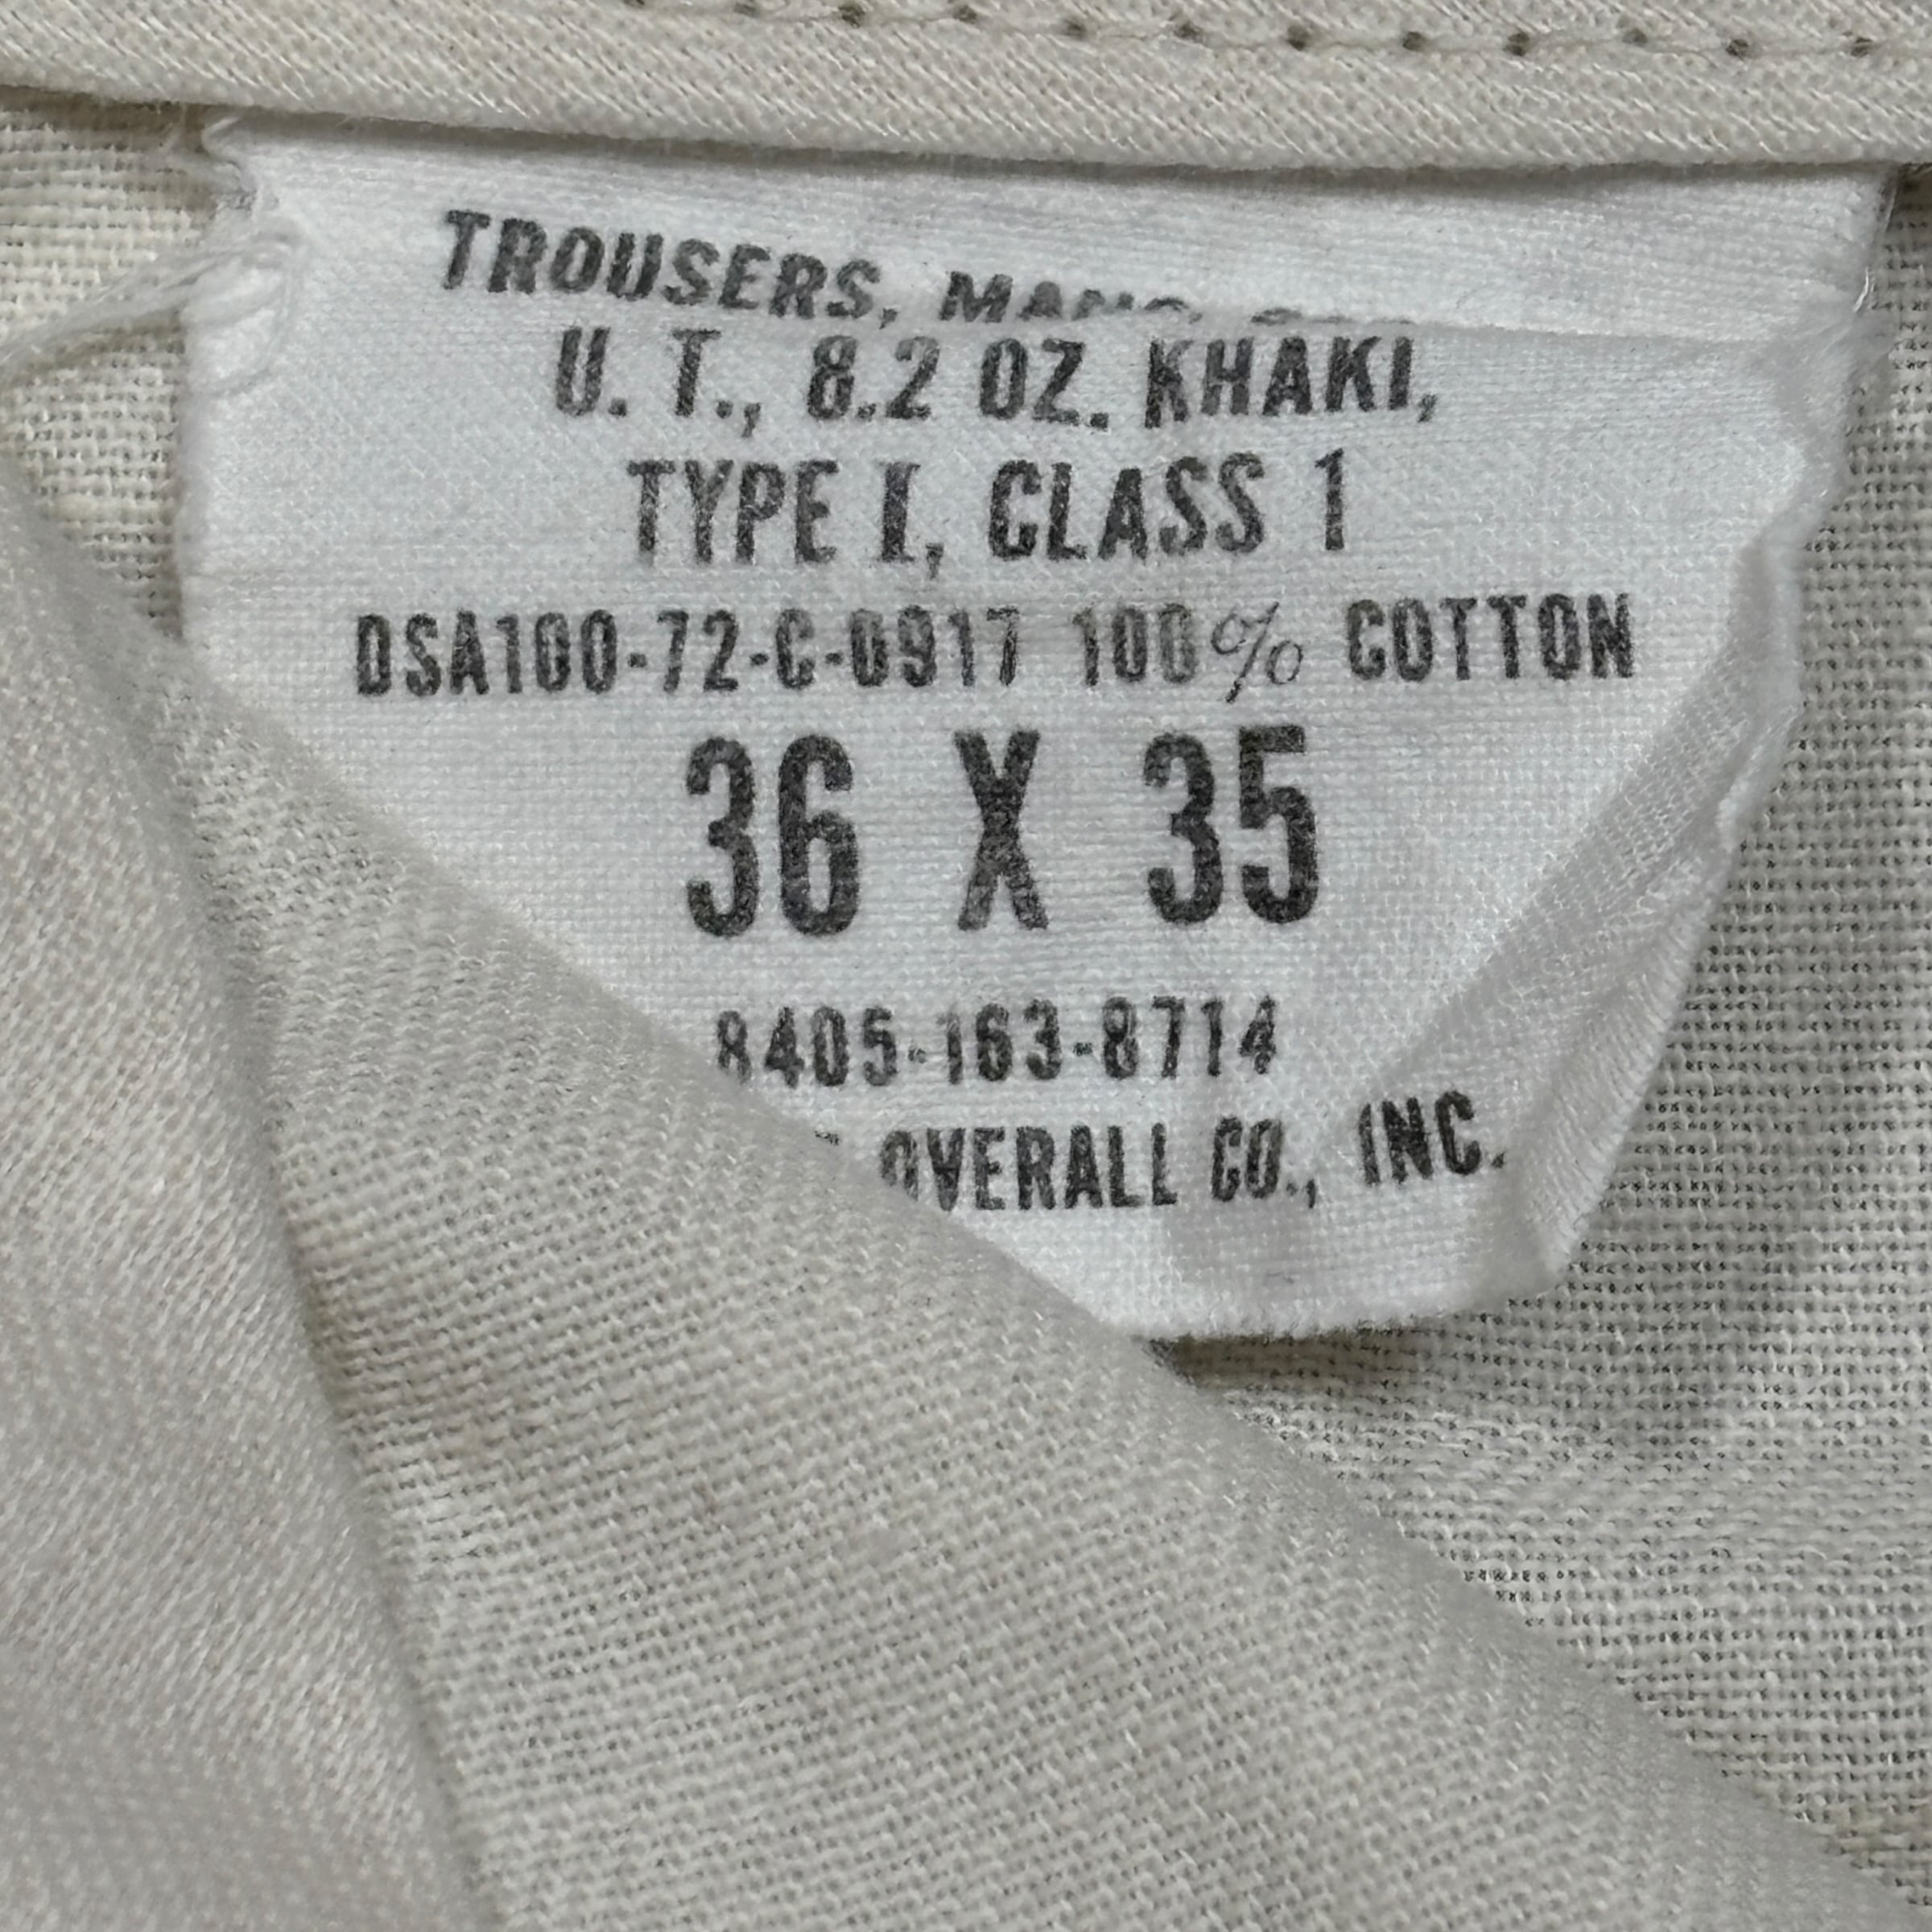 TROUSERS, MANS,
U. T., 8.2 OZ. KHAKI,
TYPE I, CLASS 1
DSA100-72-C-0917 100% COTTON
36 X 35
8405-163-8714
OVERALL CO., INC.